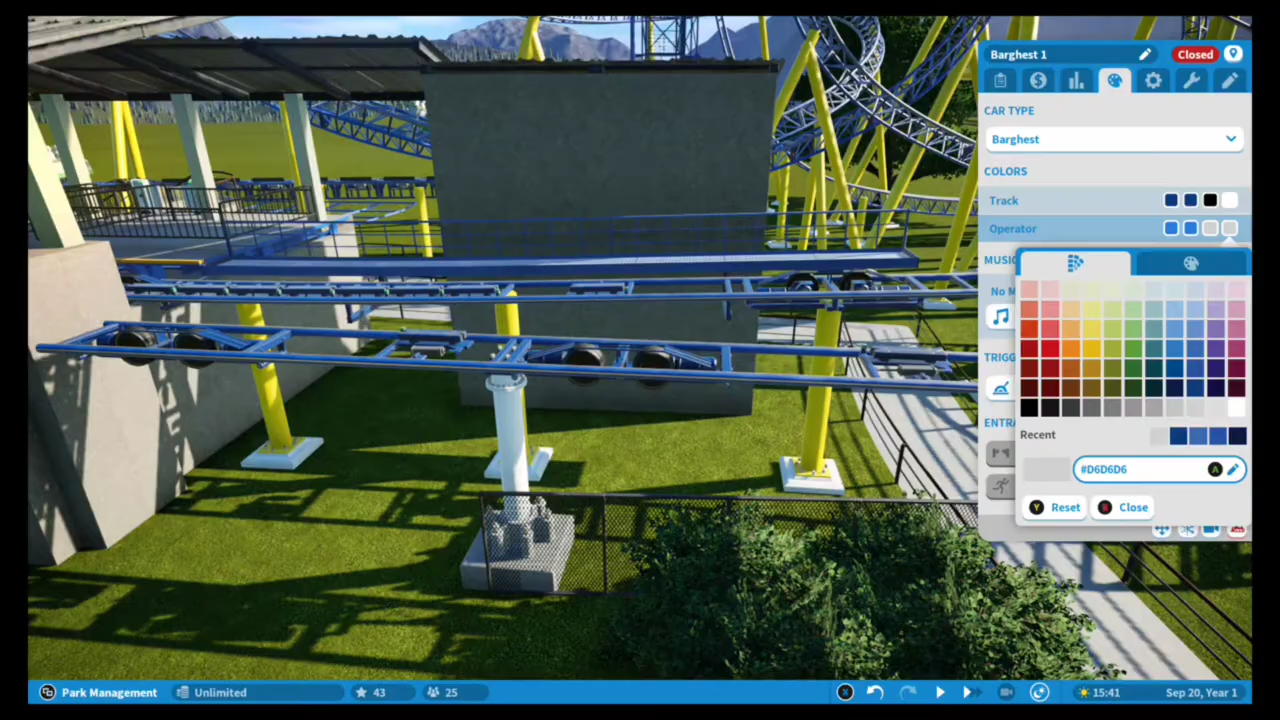 Barghest 1
Closed
CAR TYPE
Barghest
COLORS
Track
Operator
MUSI
No M
TRIGG
ENTRA
Recent
#D6D6D6
A
Y Reset
B Close
Park Management
Unlimited
43
25
X
15:41
Sep 20, Year 1